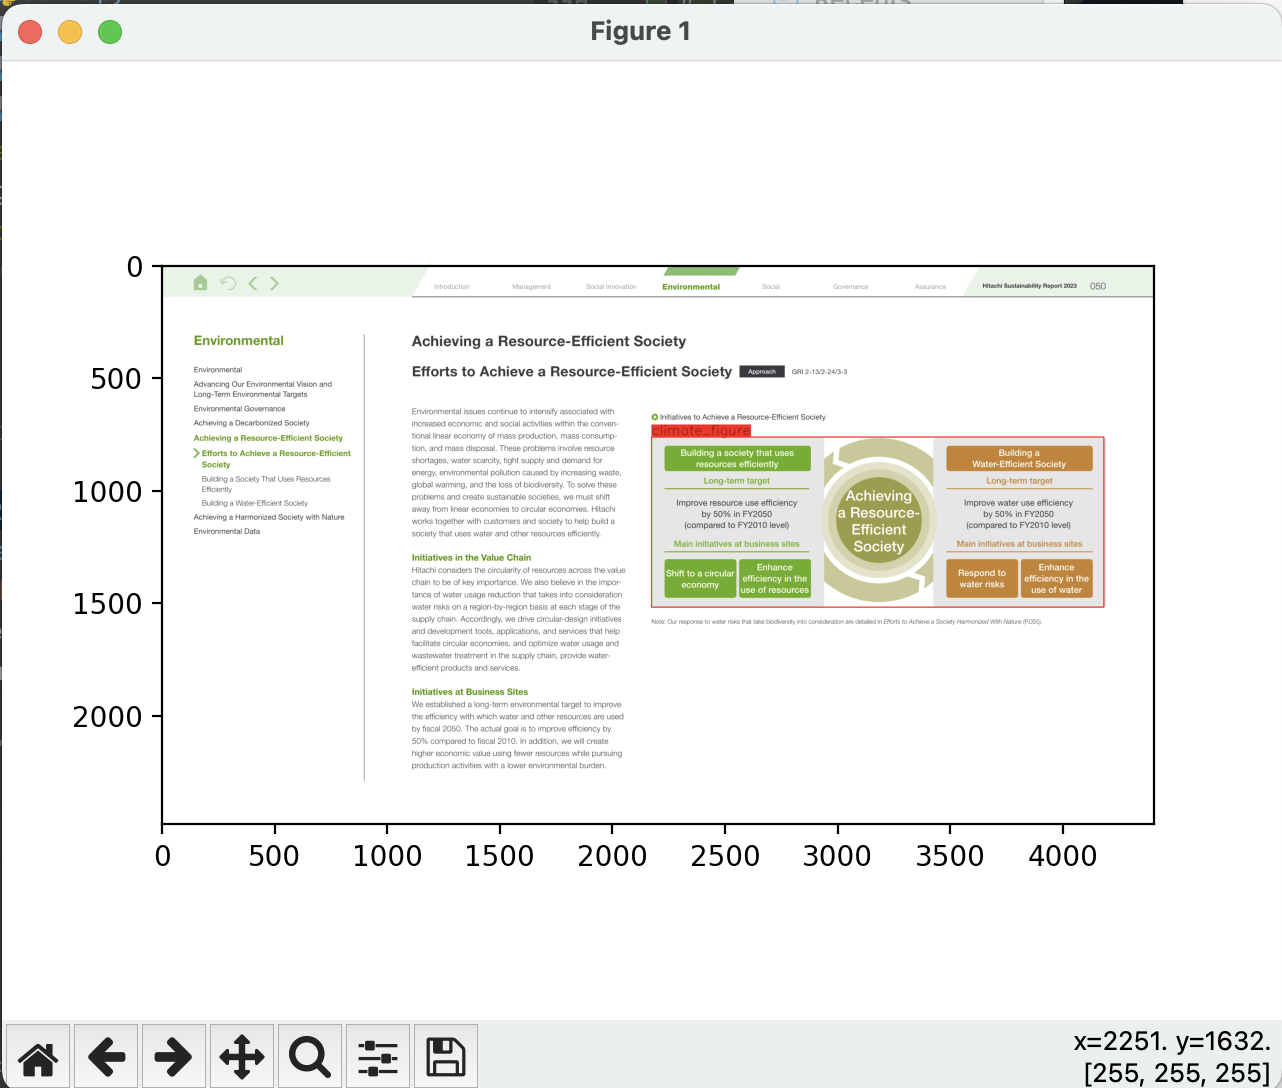 Figure 1
0
500
1000
1500
2000
0
500
1000
1500
2000
2500
3000
3500
4000
Introduction
Management
Social Innovation
Environmental
Social
Governance
Assurance
Hitachi Sustainability Report 2023
050
Environmental
Environmental
Advancing Our Environmental Vision and
Long-Term Environmental Targets
Environmental Governance
Achieving a Decarbonized Society
Achieving a Resource-Efficient Society
Efforts to Achieve a Resource-Efficient
Society
Building a Society That Uses Resources
Efficiently
Building a Water-Efficient Society
Achieving a Harmonized Society with Nature
Environmental Data
Achieving a Resource-Efficient Society
Efforts to Achieve a Resource-Efficient Society
Approach
GRI 2-13/2-24/3-3
Environmental issues continue to intensify associated with
increased economic and social activities within the conven-
tional linear economy of mass production, mass consump-
tion, and mass disposal. These problems involve resource
shortages, water scarcity, tight supply and demand for
energy, environmental pollution caused by increasing waste,
global warming, and the loss of biodiversity. To solve these
problems and create sustainable societies, we must shift
away from linear economies to circular economies. Hitachi
works together with customers and society to help build a
society that uses water and other resources efficiently.
Initiatives in the Value Chain
Hitachi considers the circularity of resources across the value
chain to be of key importance. We also believe in the impor-
tance of water usage reduction that takes into consideration
water risks on a region-by-region basis at each stage of the
supply chain. Accordingly, we drive circular-design initiatives
and development tools, applications, and services that help
facilitate circular economies, and optimize water usage and
wastewater treatment in the supply chain, provide water-
efficient products and services.
Initiatives at Business Sites
We established a long-term environmental target to improve
the efficiency with which water and other resources are used
by fiscal 2050. The actual goal is to improve efficiency by
50% compared to fiscal 2010. In addition, we will create
higher economic value using fewer resources while pursuing
production activities with a lower environmental burden.
Initiatives to Achieve a Resource-Efficient Society
climate_figure
Building a society that uses
resources efficiently
Long-term target
Improve resource use efficiency
by 50% in FY2050
(compared to FY2010 level)
Main initiatives at business sites
Shift to a circular
economy
Enhance
efficiency in the
use of resources
Achieving
a Resource-
Efficient
Society
Building a
Water-Efficient Society
Long-term target
Improve water use efficiency
by 50% in FY2050
(compared to FY2010 level)
Main initiatives at business sites
Respond to
water risks
Enhance
efficiency in the
use of water
Note: Our response to water risks that take biodiversity into consideration are detailed in Efforts to Achieve a Society Harmonized With Nature (P.055).
x=2251. y=1632.
[255, 255, 255]